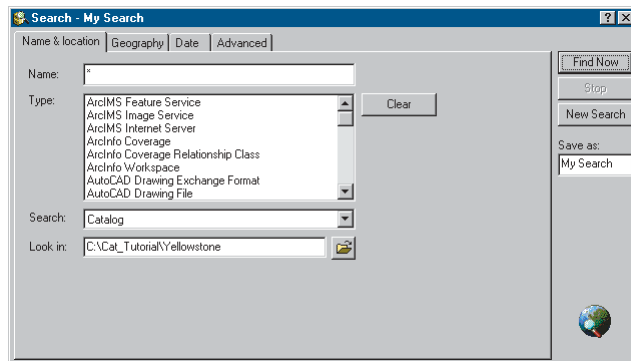 Search - My Search
Name & location
Geography
Date
Advanced
Name:
*
Type:
ArcIMS Feature Service
ArcIMS Image Service
ArcIMS Internet Server
ArcInfo Coverage
ArcInfo Coverage Relationship Class
ArcInfo Workspace
AutoCAD Drawing Exchange Format
AutoCAD Drawing File
Clear
Search:
Catalog
Look in:
C:\Cat_Tutorial\Yellowstone
Find Now
Stop
New Search
Save as:
My Search